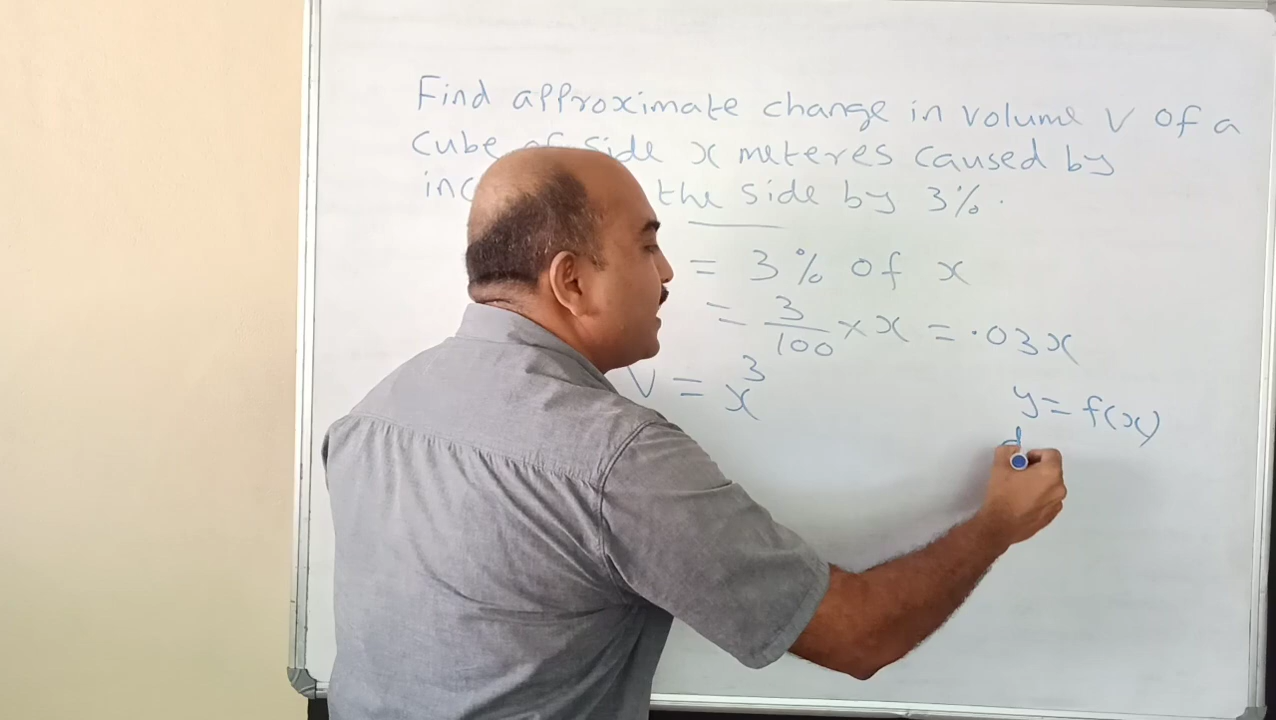 Find approximate change in volume V of a
Cube of side x meteres caused by
the side by 3%.
= 3% of x
= 3/100 × x = .03x
V = x³
y = f(x)
d